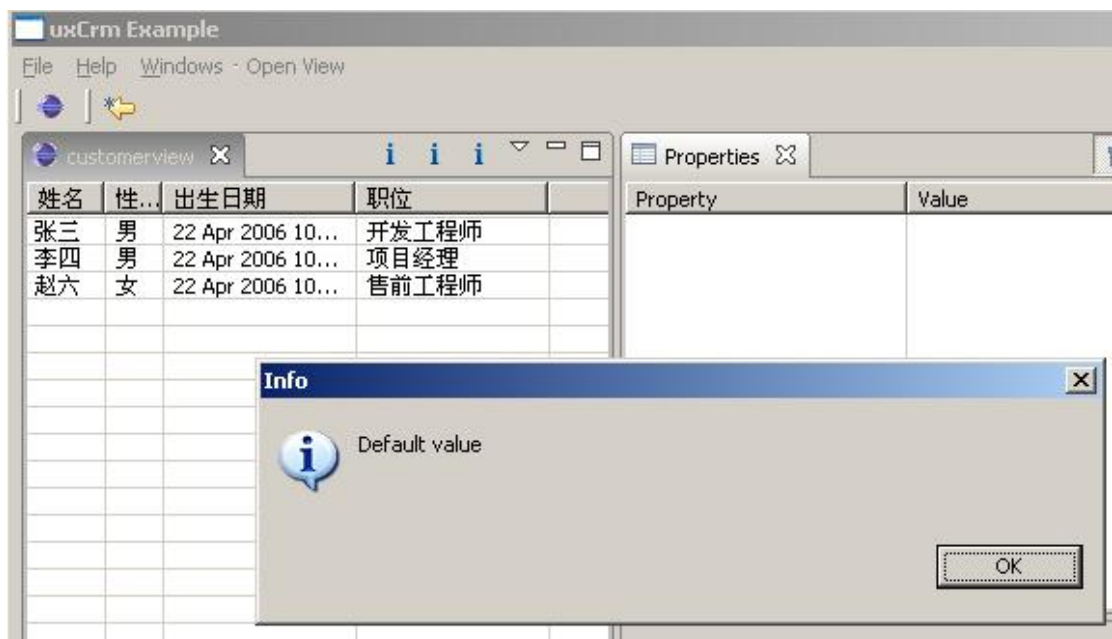 uxCrm Example
File Help Windows - Open View
customerview
Properties
姓名 性... 出生日期 职位
Property Value
张三 男 22 Apr 2006 10... 开发工程师
李四 男 22 Apr 2006 10... 项目经理
赵六 女 22 Apr 2006 10... 售前工程师
Info
Default value
OK